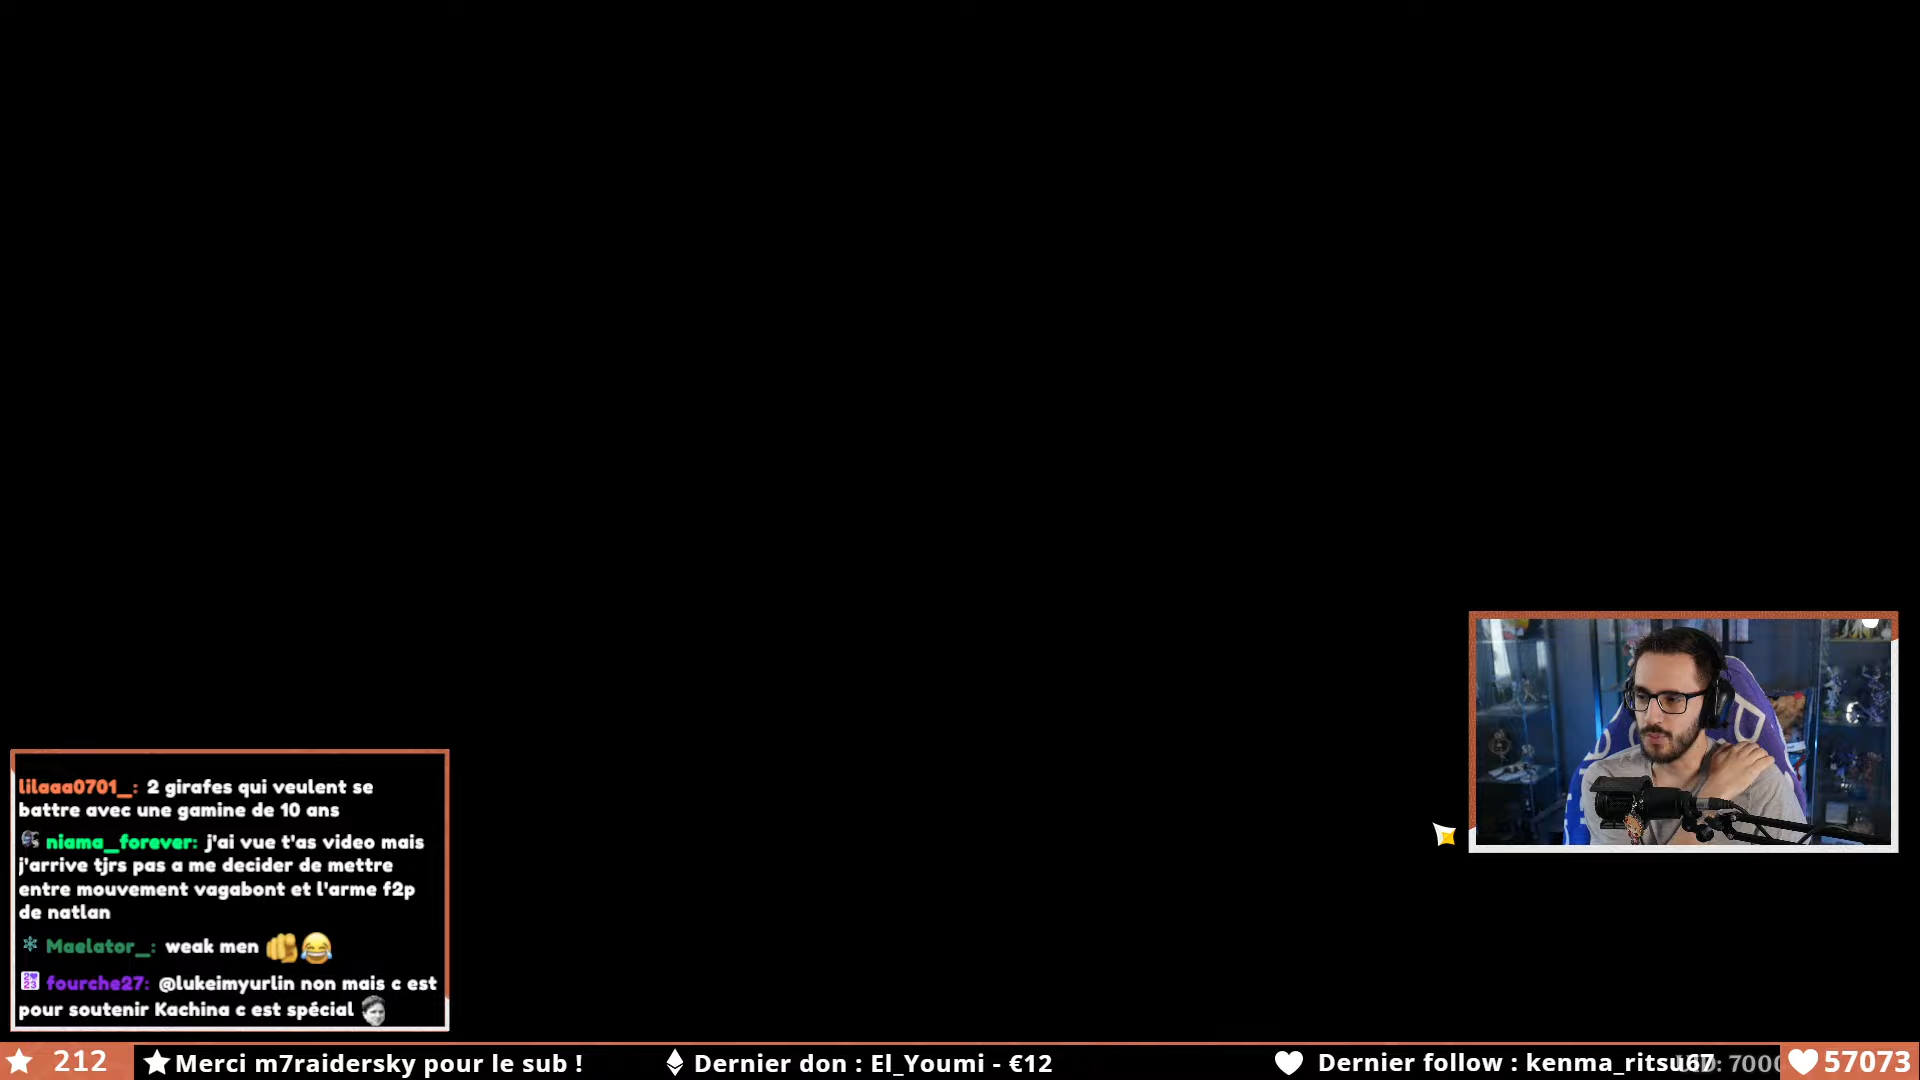 lilaaa0701_: 2 girafes qui veulent se
battre avec une gamine de 10 ans
niama_forever: j'ai vue t'as video mais
j'arrive tjrs pas a me decider de mettre
entre mouvement vagabont et l'arme f2p
de natlan
Maelator_: weak men
fourche27: @lukeimyurlin non mais c est
pour soutenir Kachina c est spécial
212
Merci m7raidersky pour le sub !
Dernier don : El_Youmi - €12
Dernier follow : kenma_ritsu67
57073